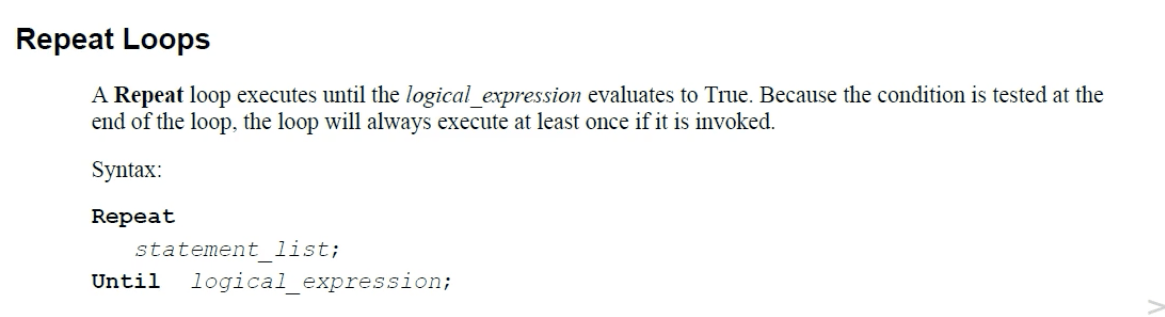 Repeat Loops
A Repeat loop executes until the logical_expression evaluates to True. Because the condition is tested at the
end of the loop, the loop will always execute at least once if it is invoked.
Syntax:
Repeat
statement_list;
Until logical_expression;
>